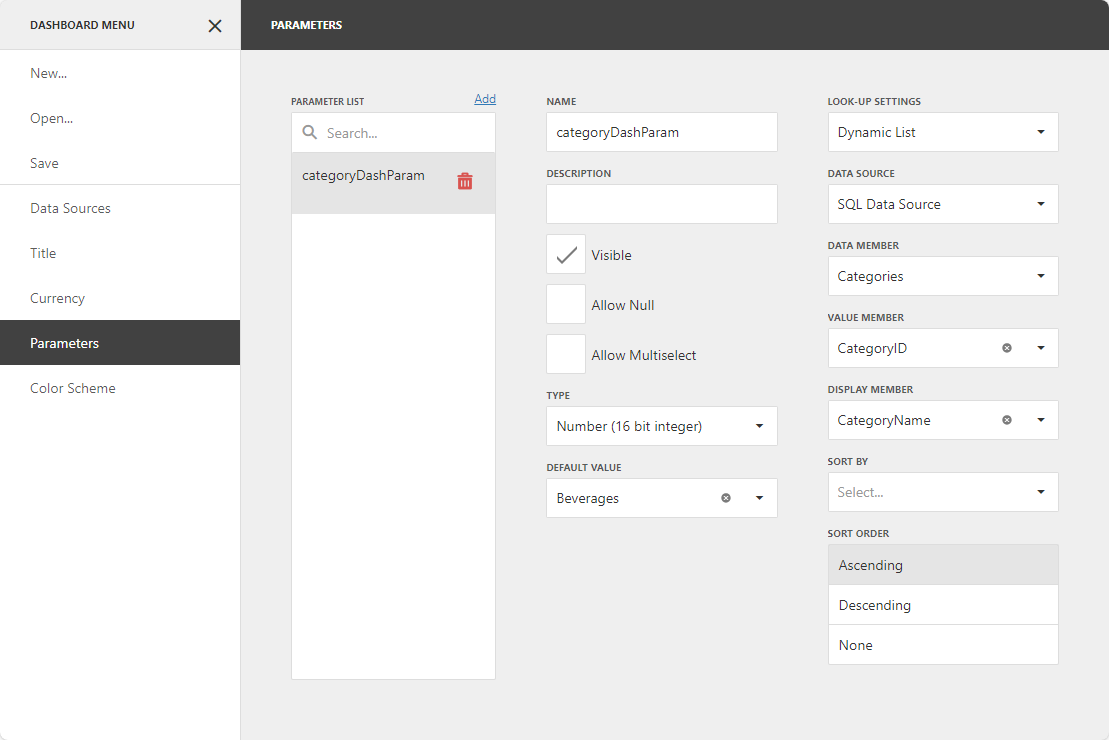 DASHBOARD MENU
New...
Open...
Save
Data Sources
Title
Currency
Parameters
Color Scheme
PARAMETERS
PARAMETER LIST
Add
Search...
categoryDashParam
NAME
categoryDashParam
DESCRIPTION
Visible
Allow Null
Allow Multiselect
TYPE
Number (16 bit integer)
DEFAULT VALUE
Beverages
LOOK-UP SETTINGS
Dynamic List
DATA SOURCE
SQL Data Source
DATA MEMBER
Categories
VALUE MEMBER
CategoryID
DISPLAY MEMBER
CategoryName
SORT BY
Select...
SORT ORDER
Ascending
Descending
None